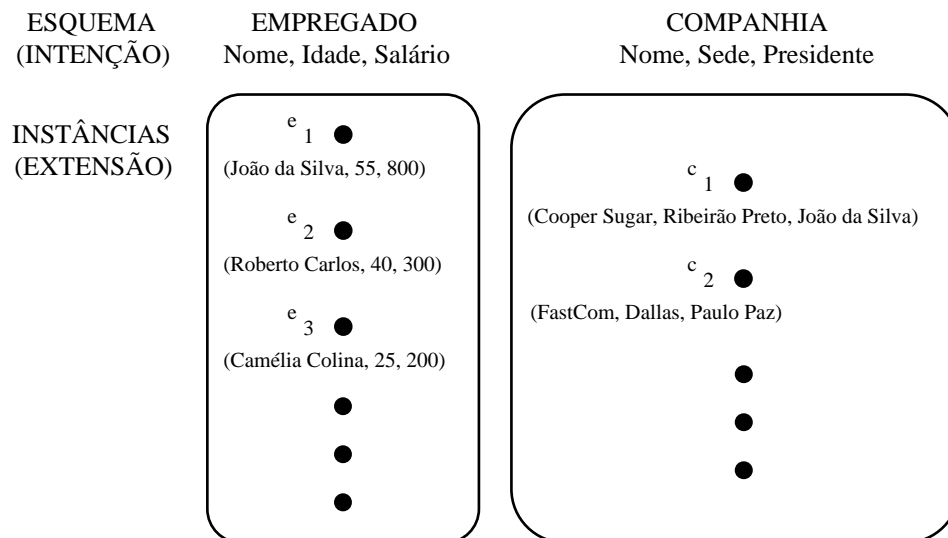 ESQUEMA
(INTENÇÃO)
EMPREGADO
Nome, Idade, Salário
COMPANHIA
Nome, Sede, Presidente
INSTÂNCIAS
(EXTENSÃO)
e 1
(João da Silva, 55, 800)
e 2
(Roberto Carlos, 40, 300)
e 3
(Camélia Colina, 25, 200)
c 1
(Cooper Sugar, Ribeirão Preto, João da Silva)
c 2
(FastCom, Dallas, Paulo Paz)